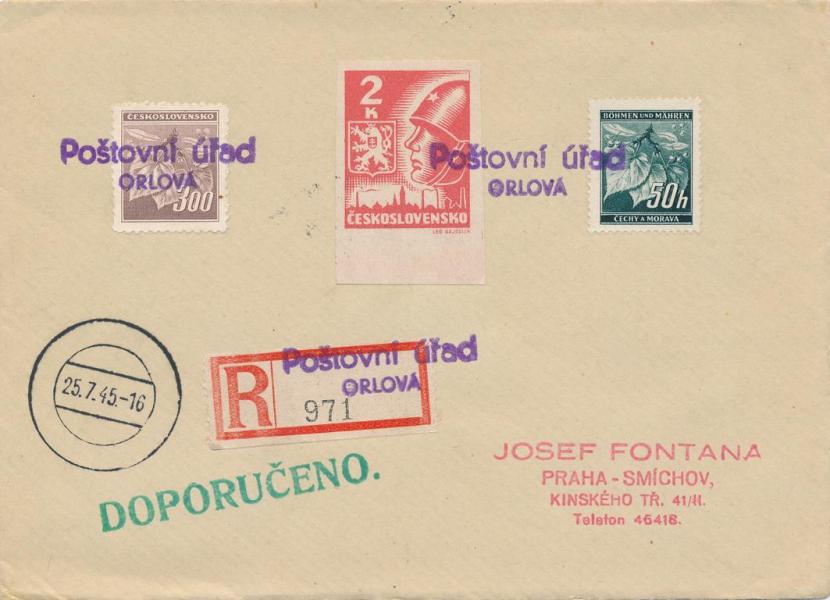 ČESKOSLOVENSKO
300
Poštovní úřad
ORLOVÁ
2
K
ČESKOSLOVENSKO
Poštovní úřad
ORLOVÁ
BÖHMEN UND MÄHREN
50h
ČECHY A MORAVA
25.7.45.-16
R
971
Poštovní úřad
ORLOVÁ
DOPORUČENO.
JOSEF FONTANA
PRAHA - SMÍCHOV,
KINSKÉHO TŘ. 41/II.
Telefon 46418.